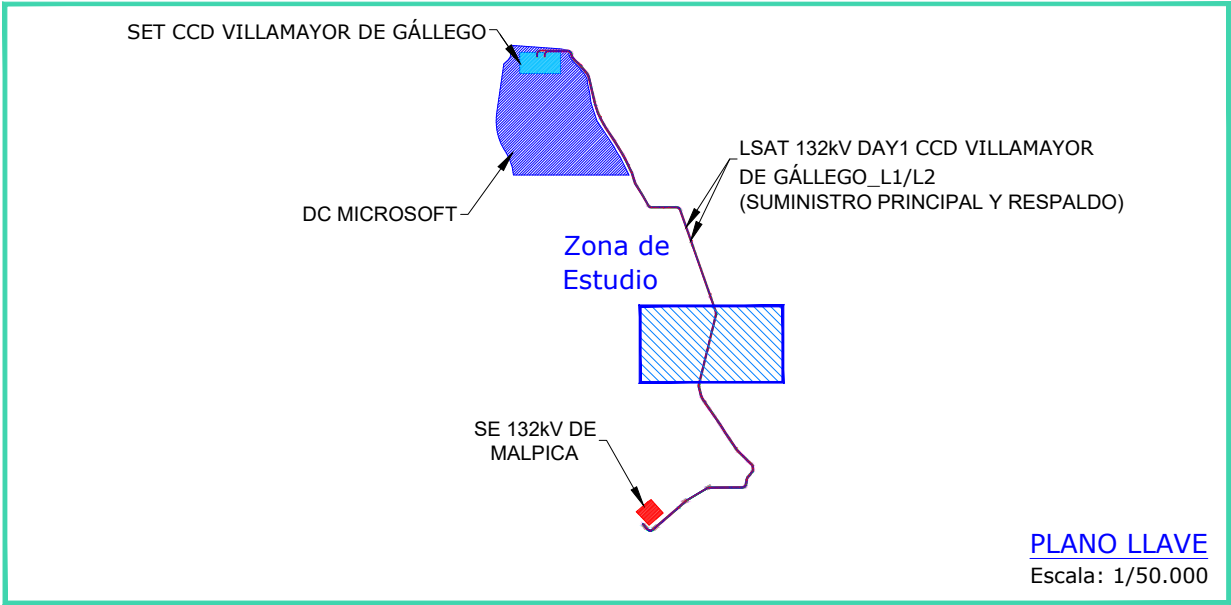 SET CCD VILLAMAYOR DE GÁLLEGO
LSAT 132kV DAY1 CCD VILLAMAYOR
DE GÁLLEGO_L1/L2
(SUMINISTRO PRINCIPAL Y RESPALDO)
DC MICROSOFT
Zona de
Estudio
SE 132kV DE
MALPICA
PLANO LLAVE
Escala: 1/50.000